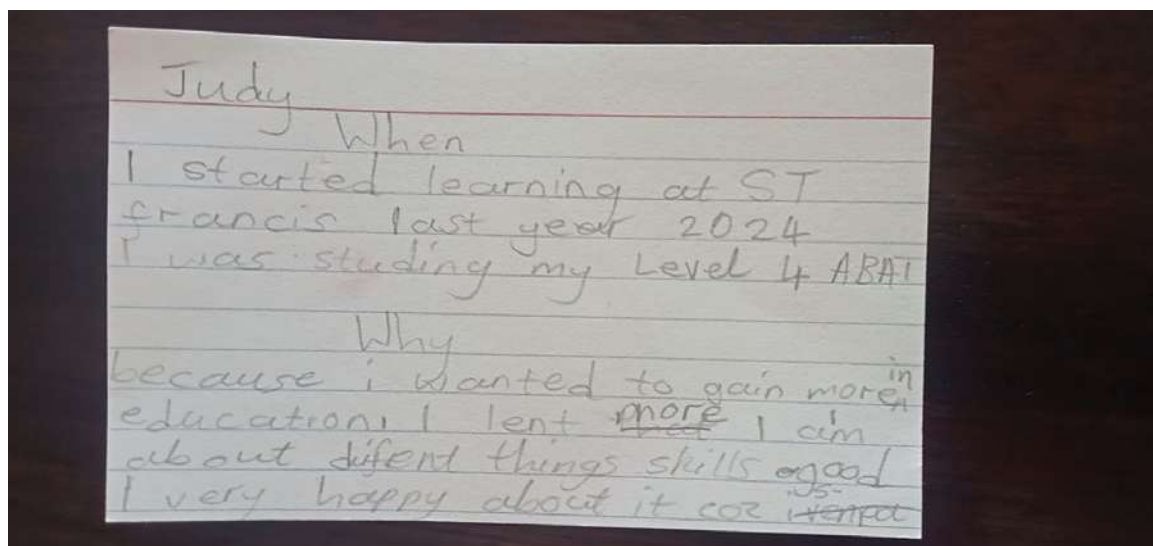 Judy
When
I started learning at ST
francis last year 2024
I was studing my Level 4 ABAT
Why
because i wanted to gain more in
education, I lent more I am
about difent things skills good
I very happy about it coz is